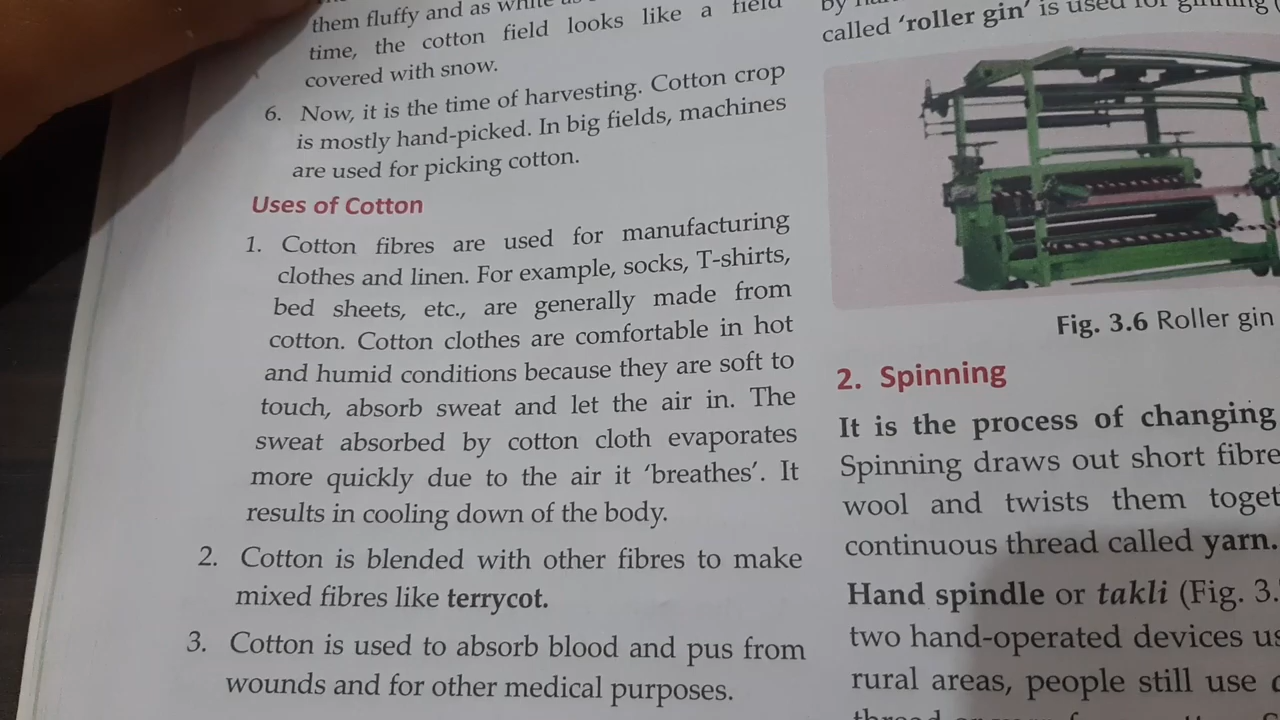 them fluffy and as white as
time, the cotton field looks like a field
covered with snow.
6. Now, it is the time of harvesting. Cotton crop
is mostly hand-picked. In big fields, machines
are used for picking cotton.
Uses of Cotton
1. Cotton fibres are used for manufacturing
clothes and linen. For example, socks, T-shirts,
bed sheets, etc., are generally made from
cotton. Cotton clothes are comfortable in hot
and humid conditions because they are soft to
touch, absorb sweat and let the air in. The
sweat absorbed by cotton cloth evaporates
more quickly due to the air it ‘breathes’. It
results in cooling down of the body.
2. Cotton is blended with other fibres to make
mixed fibres like terrycot.
3. Cotton is used to absorb blood and pus from
wounds and for other medical purposes.
by
called ‘roller gin’ is used for ginning
Fig. 3.6 Roller gin
2. Spinning
It is the process of changing
Spinning draws out short fibre
wool and twists them toget
continuous thread called yarn.
Hand spindle or takli (Fig. 3.
two hand-operated devices us
rural areas, people still use